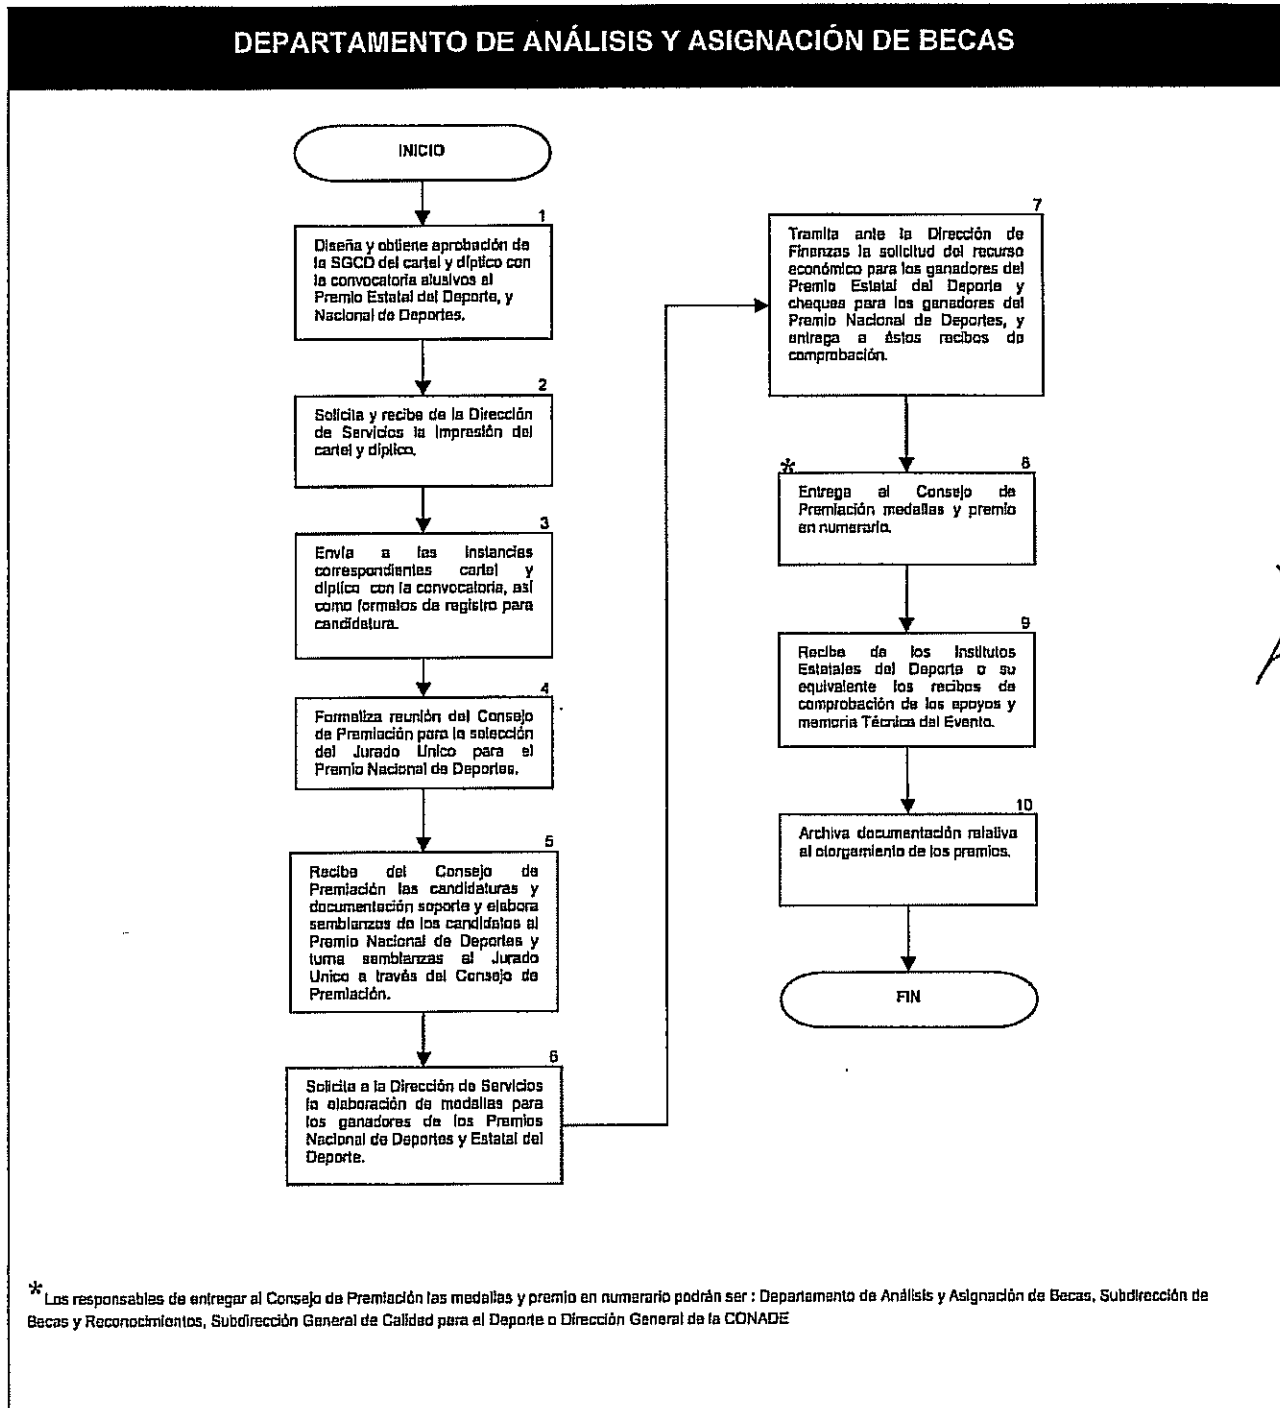 DEPARTAMENTO DE ANÁLISIS Y ASIGNACIÓN DE BECAS
INICIO
1
Diseña y obtiene aprobación de
la SGCD del cartel y díptico con
la convocatoria alusivos al
Premio Estatal del Deporte, y
Nacional de Deportes.
2
Solicita y recibe de la Dirección
de Servicios la impresión del
cartel y díptico.
3
Envía a las instancias
correspondientes cartel y
díptico con la convocatoria, así
como formatos de registro para
candidatura.
4
Formaliza reunión del Consejo
de Premiación para la selección
del Jurado Unico para el
Premio Nacional de Deportes.
5
Recibe del Consejo de
Premiación las candidaturas y
documentación soporte y elabora
semblanzas de los candidatos al
Premio Nacional de Deportes y
turna semblanzas al Jurado
Unico a través del Consejo de
Premiación.
6
Solicita a la Dirección de Servicios
la elaboración de medallas para
los ganadores de los Premios
Nacional de Deportes y Estatal del
Deporte.
7
Tramita ante la Dirección de
Finanzas la solicitud del recurso
económico para los ganadores del
Premio Estatal del Deporte y
cheques para los ganadores del
Premio Nacional de Deportes, y
entrega a éstos recibos de
comprobación.
8
*
Entrega al Consejo de
Premiación medallas y premio
en numerario.
9
Recibe de los Institutos
Estatales del Deporte o su
equivalente los recibos de
comprobación de los apoyos y
memoria Técnica del Evento.
10
Archiva documentación relativa
al otorgamiento de los premios.
FIN
* Los responsables de entregar al Consejo de Premiación las medallas y premio en numerario podrán ser : Departamento de Análisis y Asignación de Becas, Subdirección de
Becas y Reconocimientos, Subdirección General de Calidad para el Deporte o Dirección General de la CONADE